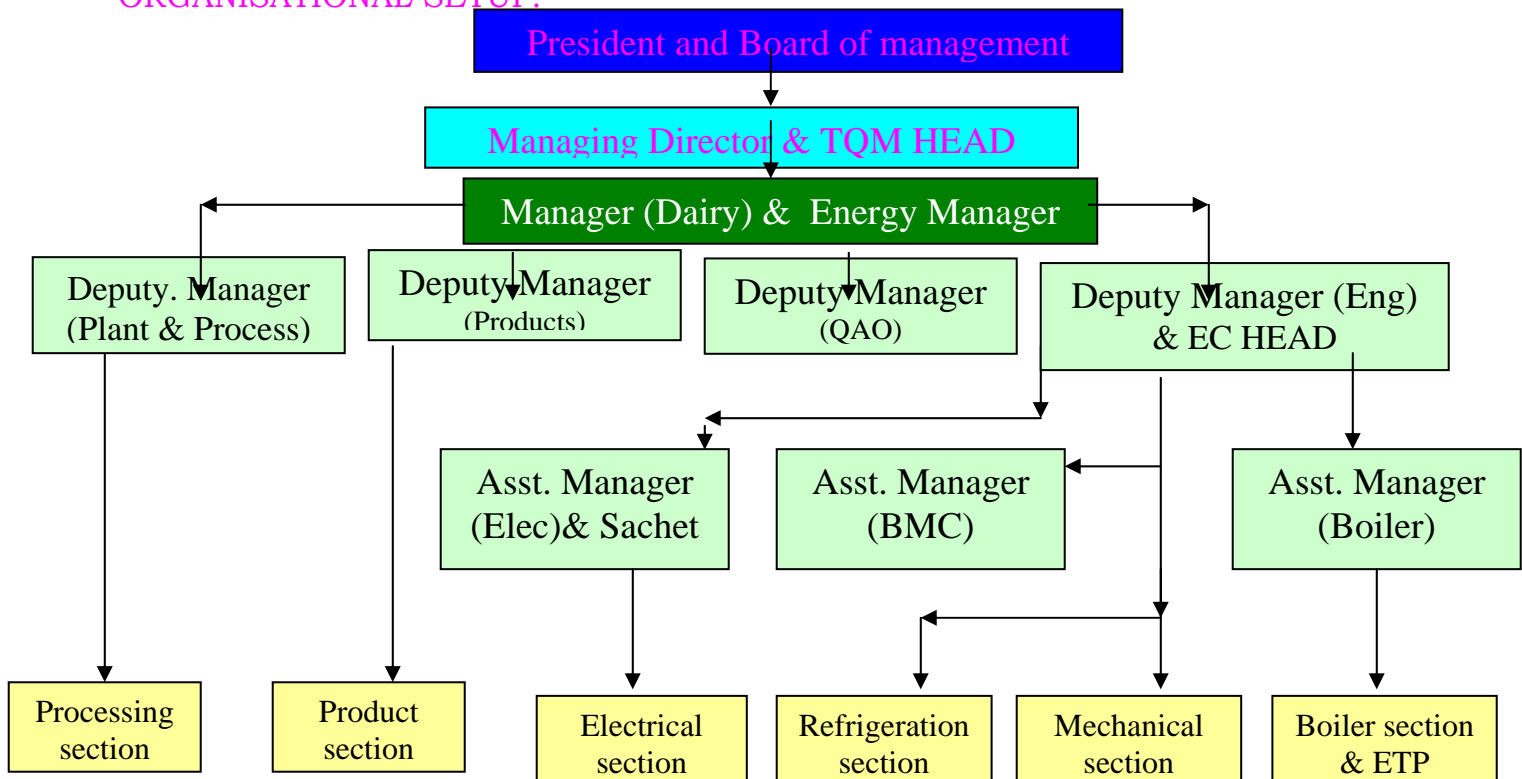 ORGANISATIONAL SETUP:
President and Board of management
Managing Director & TQM HEAD
Manager (Dairy) & Energy Manager
Deputy. Manager
(Plant & Process)
Deputy Manager
(Products)
Deputy Manager
(QAO)
Deputy Manager (Eng)
& EC HEAD
Asst. Manager
(Elec)& Sachet
Asst. Manager
(BMC)
Asst. Manager
(Boiler)
Processing
section
Product
section
Electrical
section
Refrigeration
section
Mechanical
section
Boiler section
& ETP